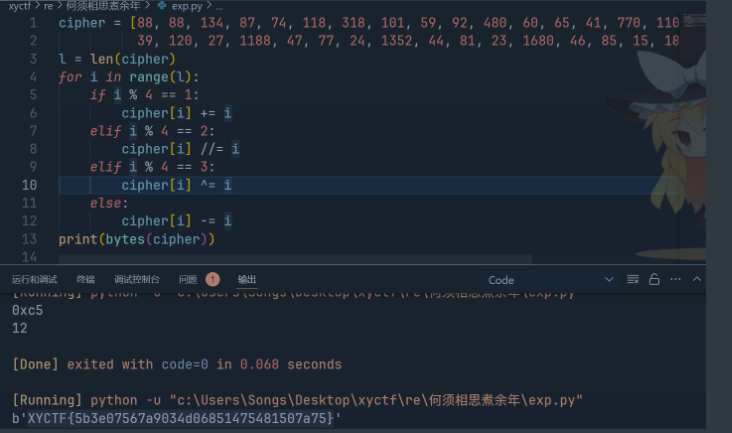 xyctf > re > 何须相思煮余年 > exp.py > ...
1 cipher = [88, 88, 134, 87, 74, 118, 318, 101, 59, 92, 480, 60, 65, 41, 770, 110
2 39, 120, 27, 1188, 47, 77, 24, 1352, 44, 81, 23, 1680, 46, 85, 15, 18
3 l = len(cipher)
4 for i in range(l):
5 if i % 4 == 1:
6 cipher[i] += i
7 elif i % 4 == 2:
8 cipher[i] //= i
9 elif i % 4 == 3:
10 cipher[i] ^= i
11 else:
12 cipher[i] -= i
13 print(bytes(cipher))
14
运行和调试 终端 调试控制台 问题 1 输出 Code
[Running] python -u "c:\Users\Songs\Desktop\xyctf\re\何须相思煮余年\exp.py"
0xc5
12
[Done] exited with code=0 in 0.068 seconds
[Running] python -u "c:\Users\Songs\Desktop\xyctf\re\何须相思煮余年\exp.py"
b'XYCTF{5b3e07567a9034d06851475481507a75}'